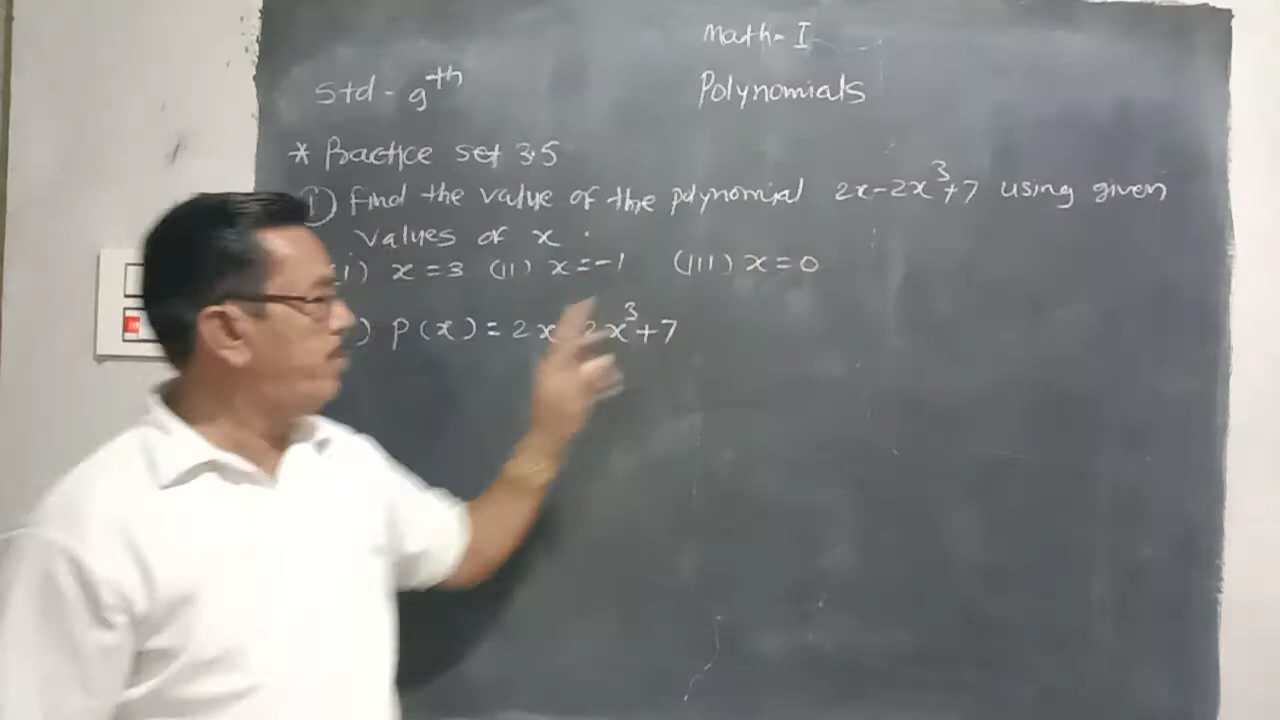 Math-I
Std - 9th
Polynomials
* Practice set 3.5
① find the value of the polynomial 2x-2x³+7 using given
values of x.
i) x=3 (ii) x=-1 (iii) x=0
) p(x)=2x 2x³+7